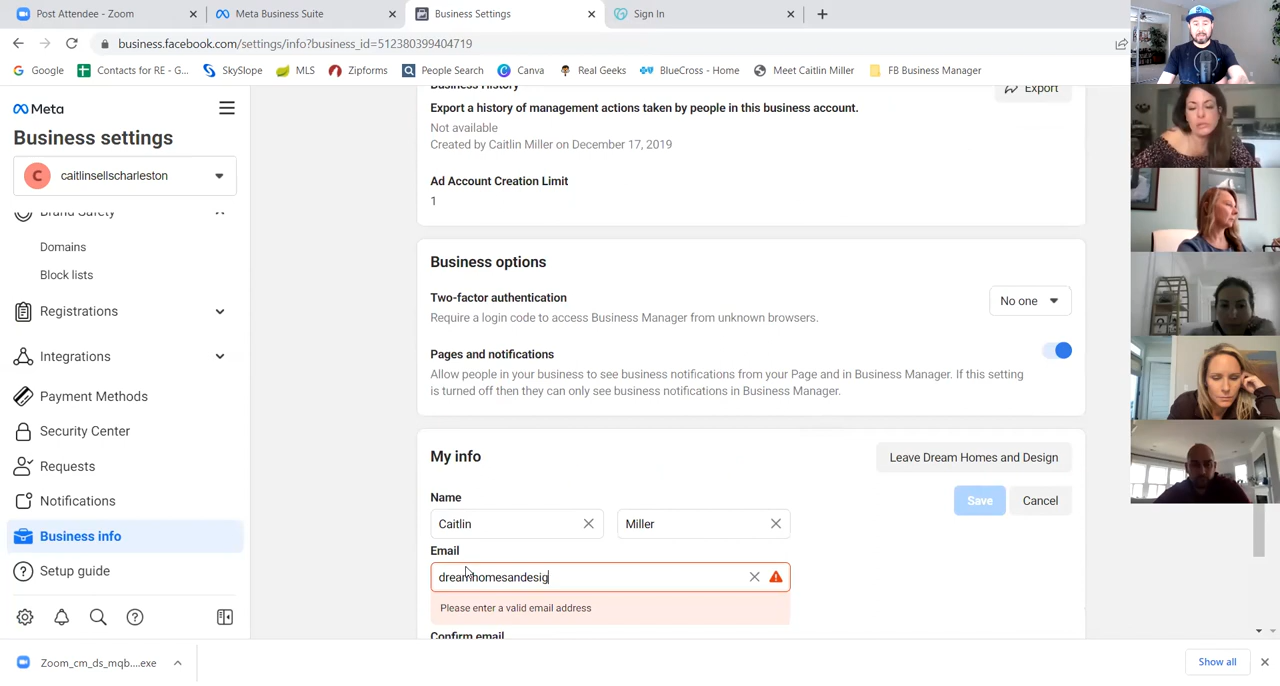 Post Attendee - Zoom
Meta Business Suite
Business Settings
Sign In
business.facebook.com/settings/info?business_id=512380399404719
Google
Contacts for RE - G...
SkySlope
MLS
Zipforms
People Search
Canva
Real Geeks
BlueCross - Home
Meet Caitlin Miller
FB Business Manager
Meta
Business settings
C caitlinsellscharleston
Brand Safety
Domains
Block lists
Registrations
Integrations
Payment Methods
Security Center
Requests
Notifications
Business info
Setup guide
Business History
Export
Export a history of management actions taken by people in this business account.
Not available
Created by Caitlin Miller on December 17, 2019
Ad Account Creation Limit
1
Business options
Two-factor authentication
Require a login code to access Business Manager from unknown browsers.
No one
Pages and notifications
Allow people in your business to see business notifications from your Page and in Business Manager. If this setting
is turned off then they can only see business notifications in Business Manager.
My info
Leave Dream Homes and Design
Name
Save
Cancel
Caitlin
Miller
Email
dreamhomesandesig
Please enter a valid email address
Confirm email
Zoom_cm_ds_mqb....exe
Show all